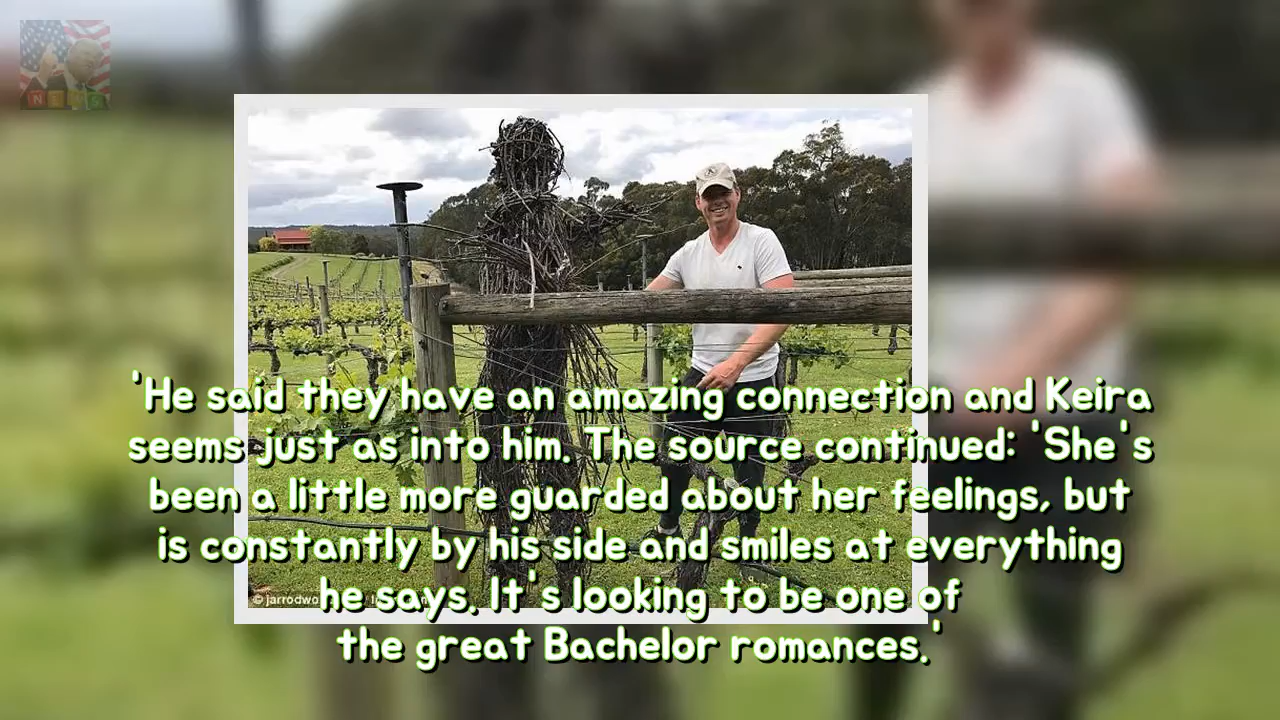 NEWS
'He said they have an amazing connection and Keira
seems just as into him. The source continued: 'She's
been a little more guarded about her feelings, but
is constantly by his side and smiles at everything
he says. It's looking to be one of
the great Bachelor romances.'
© jarrodwo